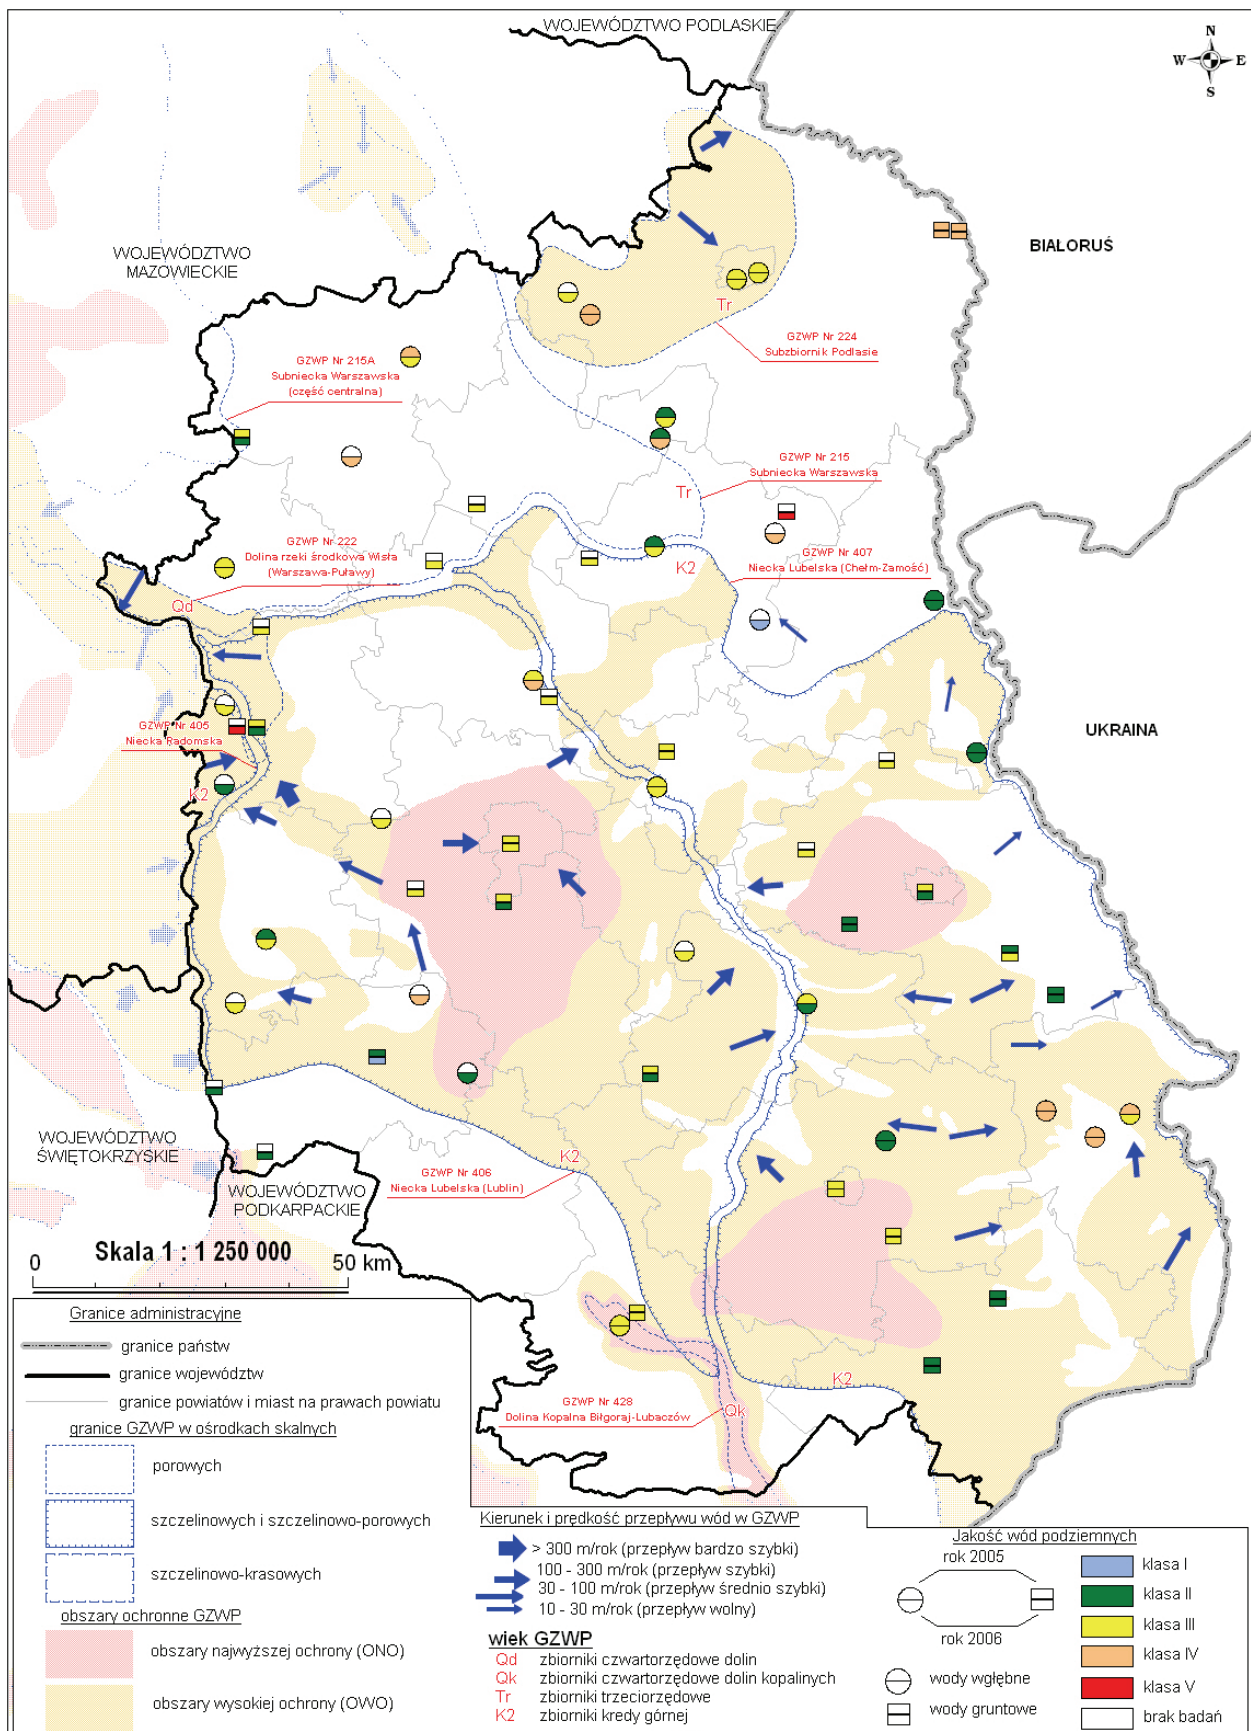 WOJEWÓDZTWO PODLASKIE
N
W E
S
WOJEWÓDZTWO
MAZOWIECKIE
BIAŁORUŚ
Tr
GZWP Nr 224
Subzbiornik Podlasie
GZWP Nr 215A
Subniecka Warszawska
(część centralna)
GZWP Nr 215
Subniecka Warszawska
Tr
GZWP Nr 222
Dolina rzeki środkowa Wisła
(Warszawa-Puławy)
Qd
K2
GZWP Nr 407
Niecka Lubelska (Chełm-Zamość)
GZWP Nr 405
Niecka Radomska
K2
UKRAINA
WOJEWÓDZTWO
ŚWIĘTOKRZYSKIE
WOJEWÓDZTWO
PODKARPACKIE
K2
GZWP Nr 406
Niecka Lubelska (Lublin)
Skala 1 : 1 250 000
0 50 km
K2
GZWP Nr 428
Dolina Kopalna Biłgoraj-Lubaczów
Qk
Granice administracyjne
granice państw
granice województw
granice powiatów i miast na prawach powiatu
granice GZWP w ośrodkach skalnych
porowych
szczelinowych i szczelinowo-porowych
szczelinowo-krasowych
obszary ochronne GZWP
obszary najwyższej ochrony (ONO)
obszary wysokiej ochrony (OWO)
Kierunek i prędkość przepływu wód w GZWP
> 300 m/rok (przepływ bardzo szybki)
100 - 300 m/rok (przepływ szybki)
30 - 100 m/rok (przepływ średnio szybki)
10 - 30 m/rok (przepływ wolny)
wiek GZWP
Qd zbiorniki czwartorzędowe dolin
Qk zbiorniki czwartorzędowe dolin kopalinych
Tr zbiorniki trzeciorzędowe
K2 zbiorniki kredy górnej
Jakość wód podziemnych
rok 2005
rok 2006
wody wgłębne
wody gruntowe
klasa I
klasa II
klasa III
klasa IV
klasa V
brak badań